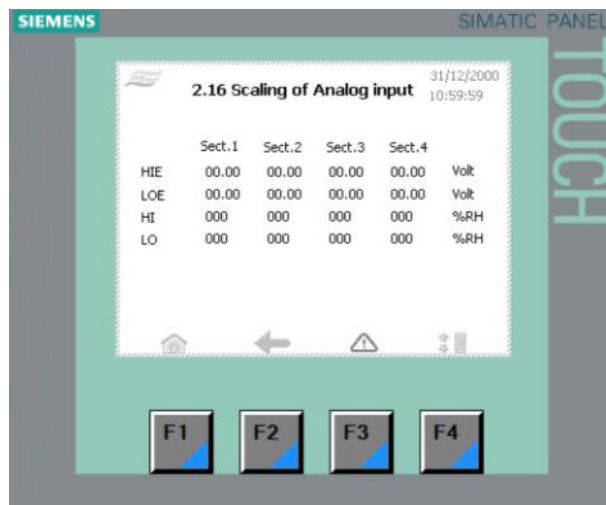 SIEMENS
SIMATIC PANEL
TOUCH
2.16 Scaling of Analog input
31/12/2000
10:59:59
Sect.1 Sect.2 Sect.3 Sect.4
HIE 00.00 00.00 00.00 00.00 Volt
LOE 00.00 00.00 00.00 00.00 Volt
HI 000 000 000 000 %RH
LO 000 000 000 000 %RH
F1 F2 F3 F4